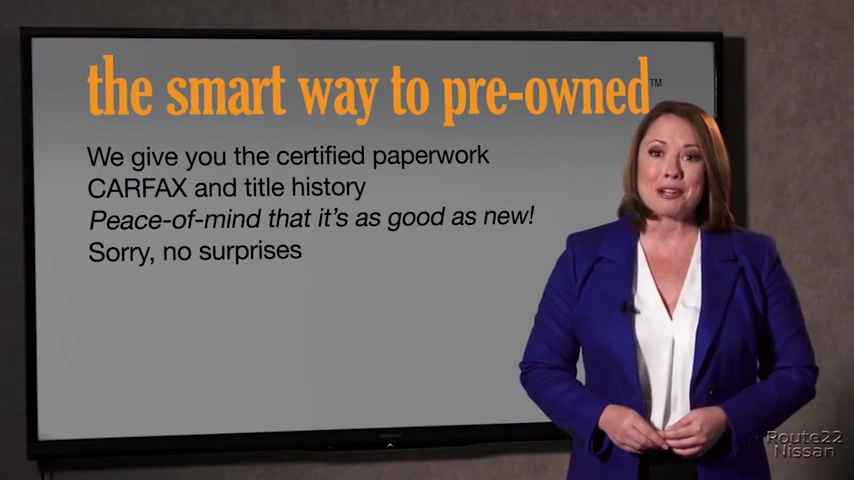 the smart way to pre-owned™
We give you the certified paperwork
CARFAX and title history
Peace-of-mind that it's as good as new!
Sorry, no surprises
Route22
Nissan